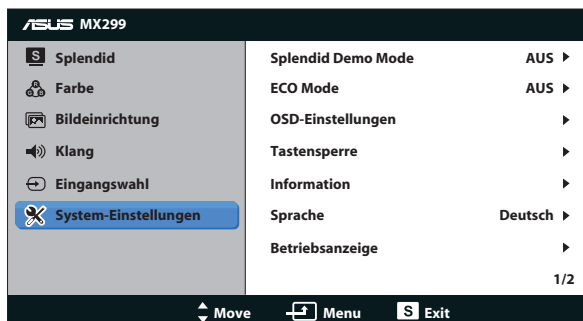 ASUS MX299
S Splendid
Farbe
Bildeinrichtung
Klang
Eingangswahl
System-Einstellungen
Splendid Demo Mode AUS
ECO Mode AUS
OSD-Einstellungen
Tastensperre
Information
Sprache Deutsch
Betriebsanzeige
1/2
Move Menu S Exit